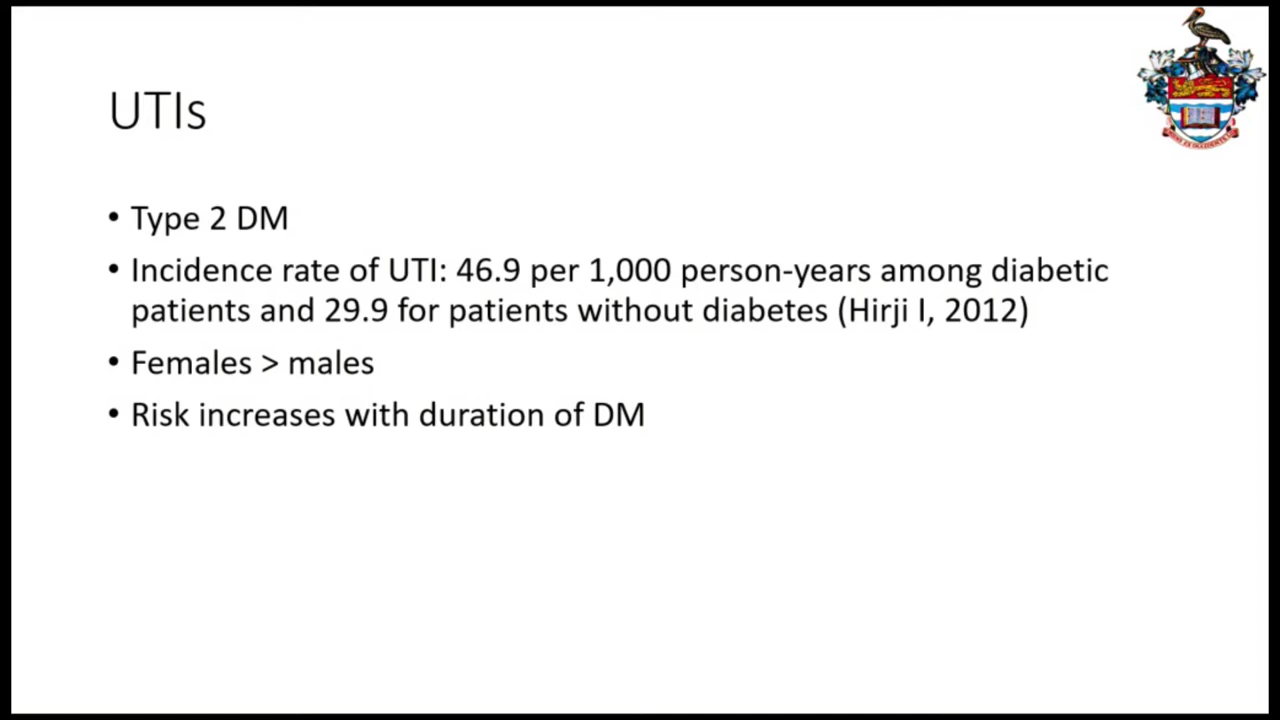 UTIs
• Type 2 DM
• Incidence rate of UTI: 46.9 per 1,000 person-years among diabetic
patients and 29.9 for patients without diabetes (Hirji I, 2012)
• Females > males
• Risk increases with duration of DM